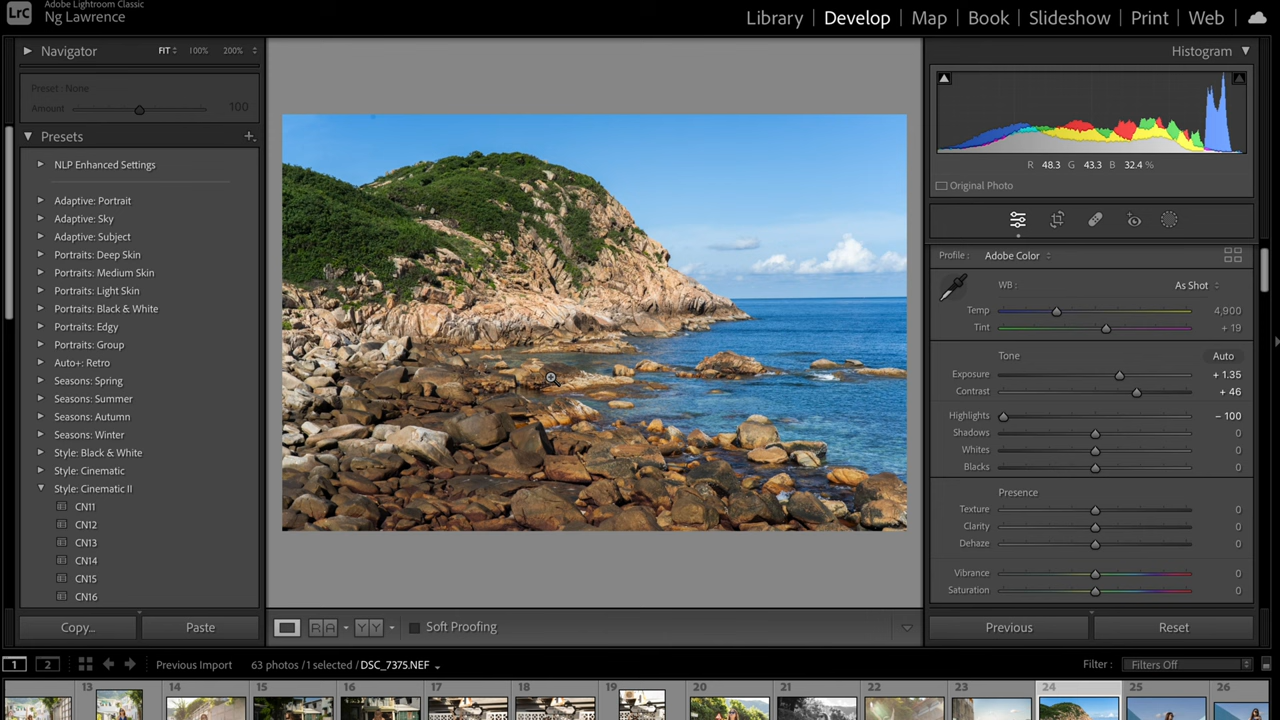 LrC
Adobe Lightroom Classic
Ng Lawrence
Library Develop Map Book Slideshow Print Web
Navigator FIT 100% 200%
Preset : None
Amount 100
Presets
NLP Enhanced Settings
Adaptive: Portrait
Adaptive: Sky
Adaptive: Subject
Portraits: Deep Skin
Portraits: Medium Skin
Portraits: Light Skin
Portraits: Black & White
Portraits: Edgy
Portraits: Group
Auto+: Retro
Seasons: Spring
Seasons: Summer
Seasons: Autumn
Seasons: Winter
Style: Black & White
Style: Cinematic
Style: Cinematic II
CN11
CN12
CN13
CN14
CN15
CN16
Copy... Paste
R A Y Y Soft Proofing
Histogram
R 48.3 G 43.3 B 32.4 %
Original Photo
Profile : Adobe Color
WB : As Shot
Temp 4,900
Tint + 19
Tone Auto
Exposure + 1.35
Contrast + 46
Highlights – 100
Shadows 0
Whites 0
Blacks 0
Presence
Texture 0
Clarity 0
Dehaze 0
Vibrance 0
Saturation 0
Previous Reset
1 2 Previous Import 63 photos / 1 selected / DSC_7375.NEF Filter : Filters Off
13 14 15 16 17 18 19 20 21 22 23 24 25 26